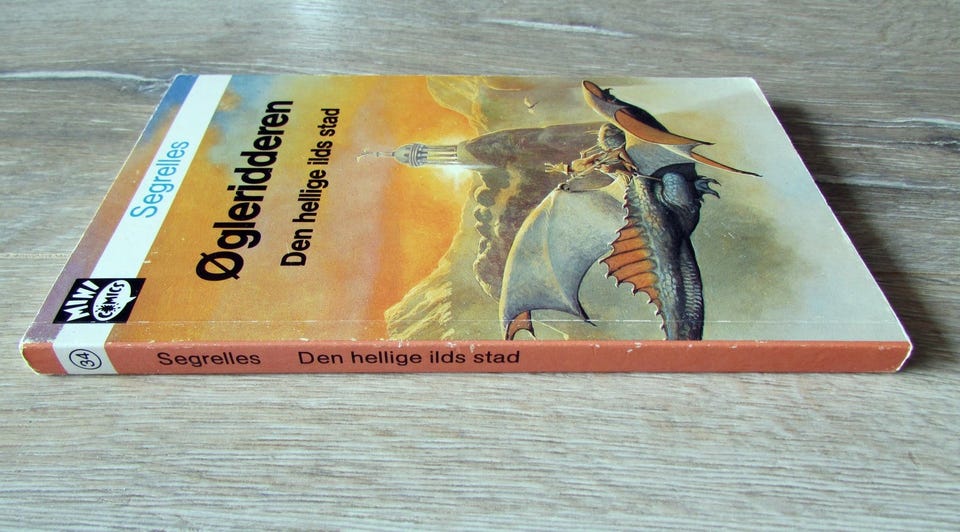 Segrelles
Øgleridderen
Den hellige ilds stad
MINI
COMICS
34
Segrelles Den hellige ilds stad